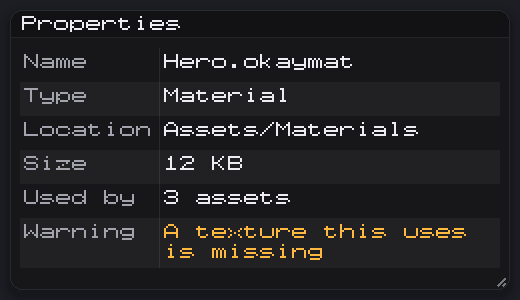 Properties
Name Hero.okaymat
Type Material
Location Assets/Materials
Size 12 KB
Used by 3 assets
Warning A texture this uses
is missing